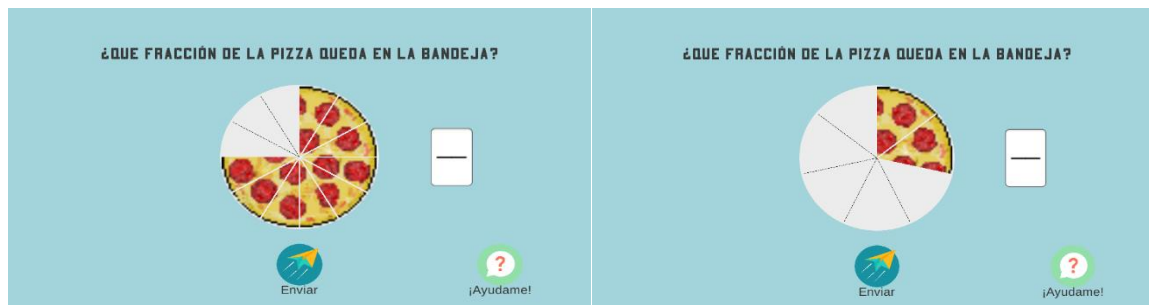 ¿QUE FRACCIÓN DE LA PIZZA QUEDA EN LA BANDEJA?
Enviar
?
¡Ayudame!
¿QUE FRACCIÓN DE LA PIZZA QUEDA EN LA BANDEJA?
Enviar
?
¡Ayudame!